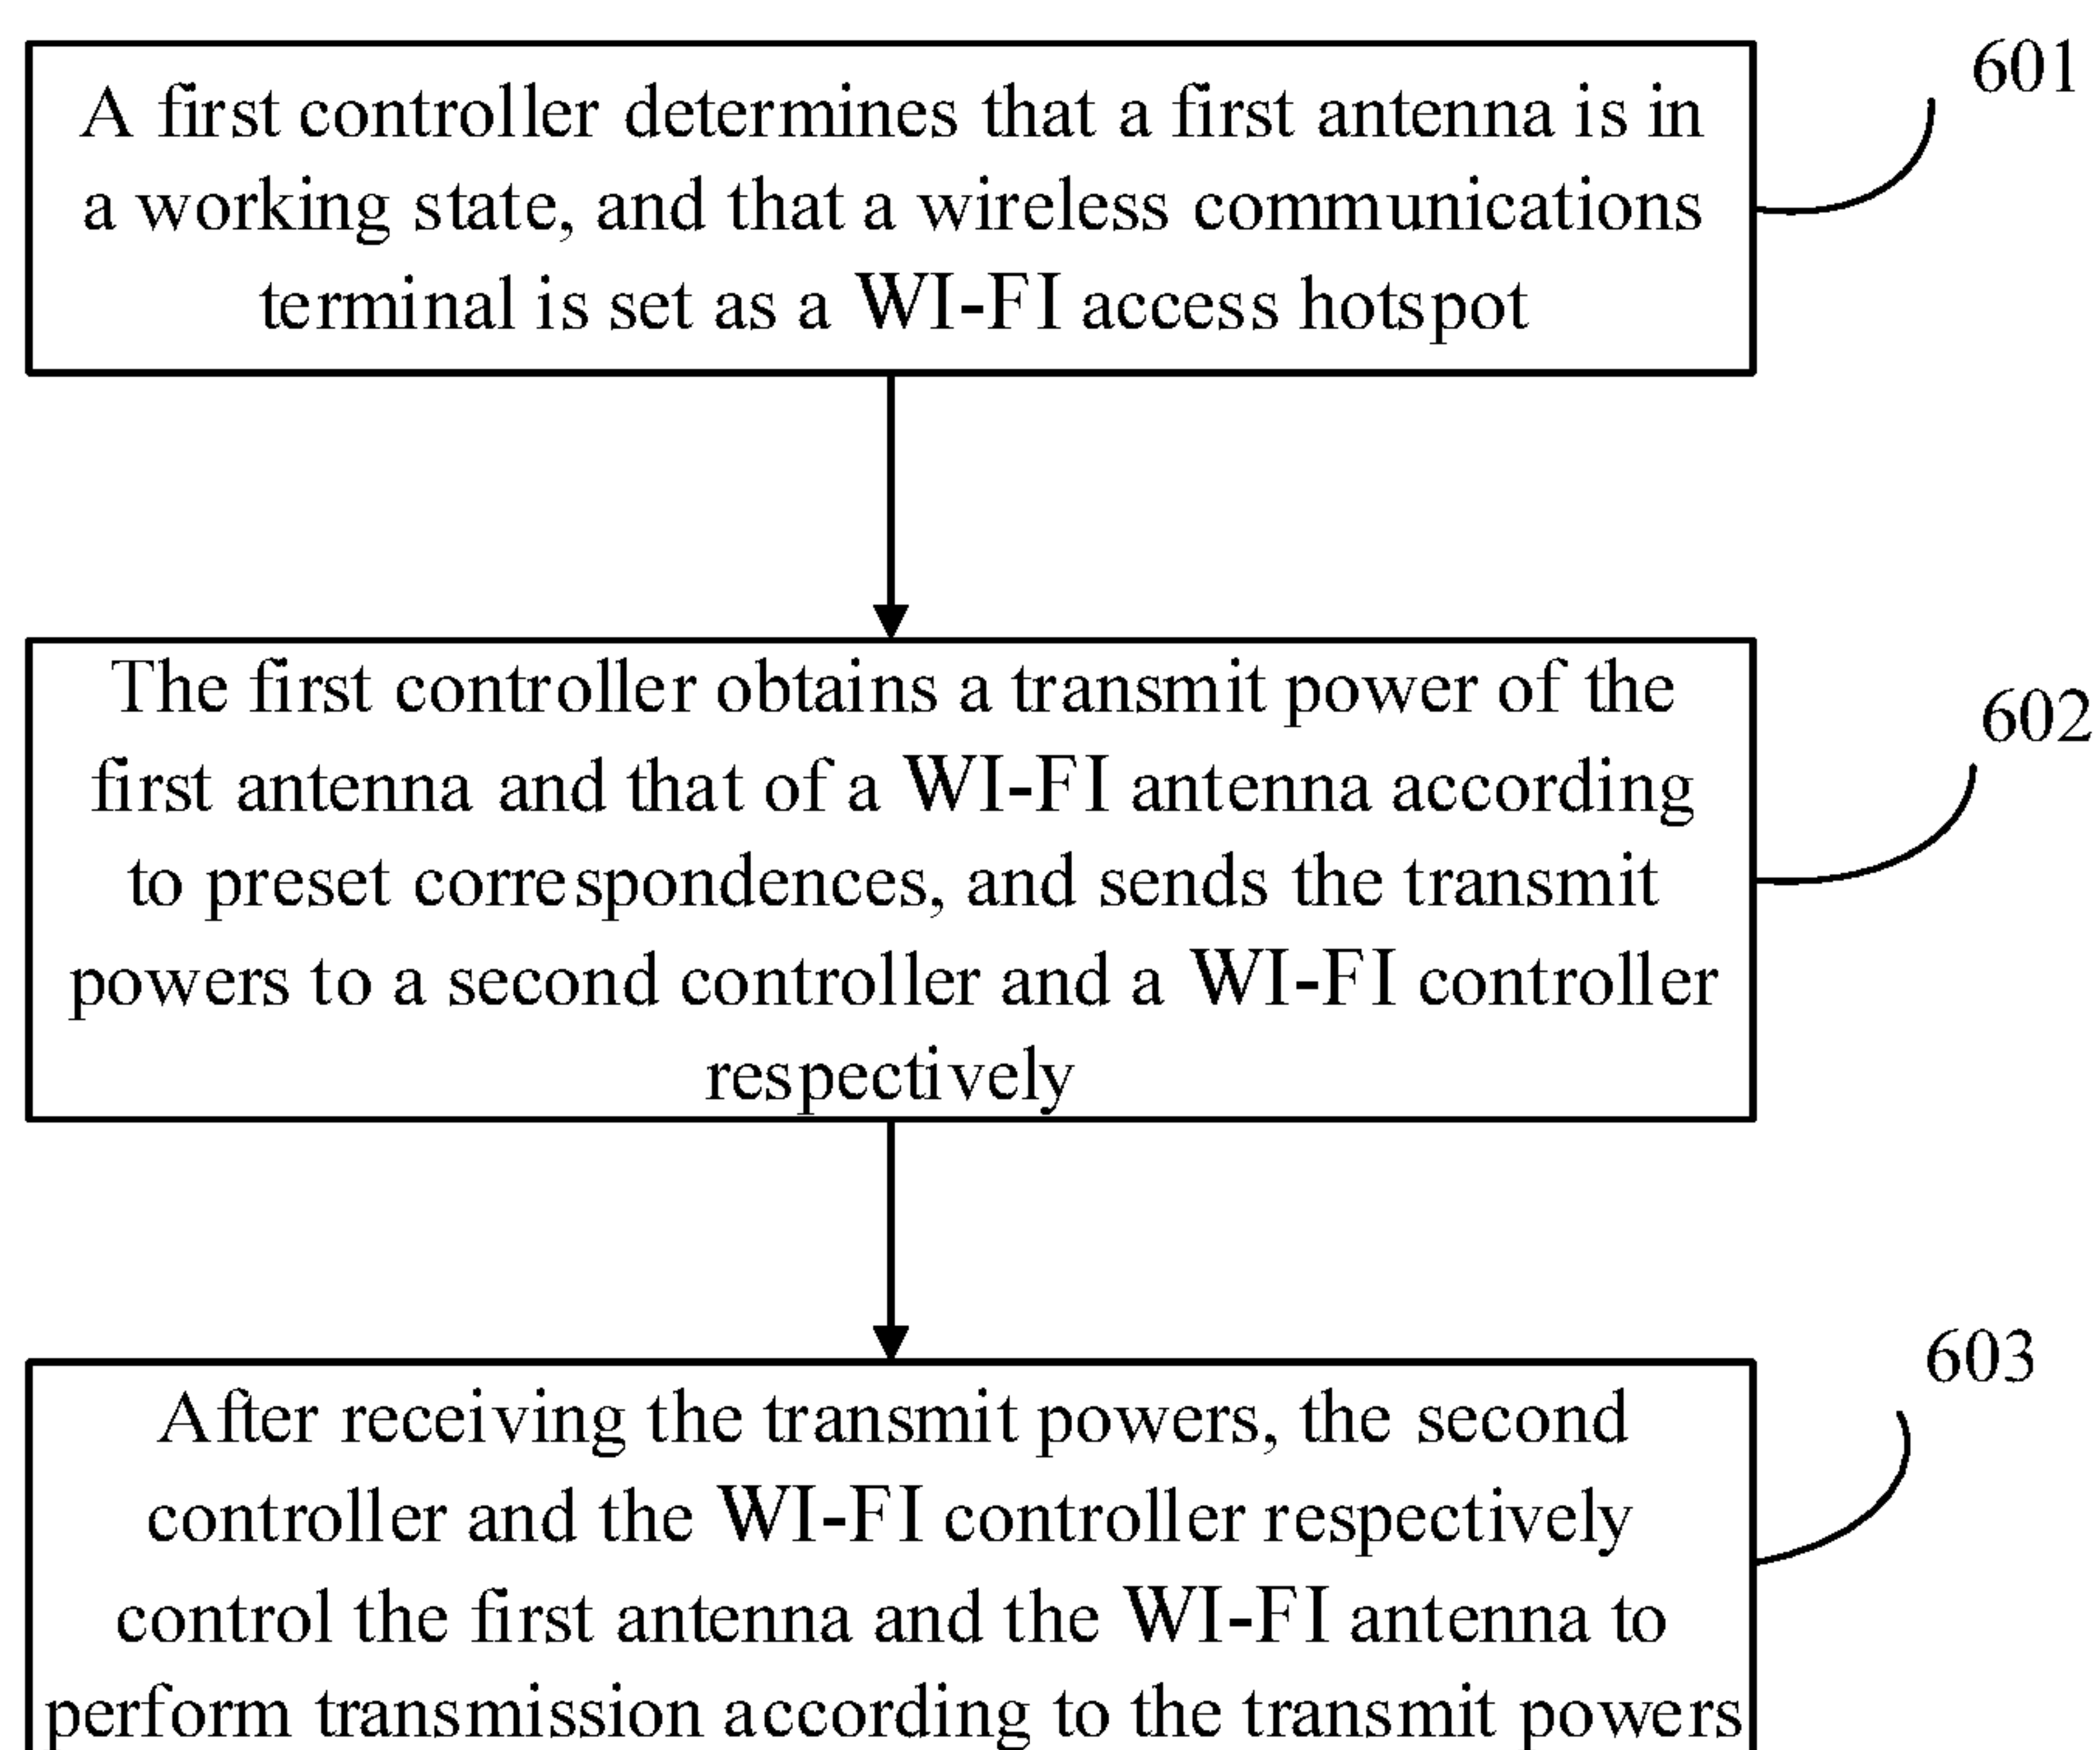 601
A first controller determines that a first antenna is in
a working state, and that a wireless communications
terminal is set as a WI-FI access hotspot
602
The first controller obtains a transmit power of the
first antenna and that of a WI-FI antenna according
to preset correspondences, and sends the transmit
powers to a second controller and a WI-FI controller
respectively
603
After receiving the transmit powers, the second
controller and the WI-FI controller respectively
control the first antenna and the WI-FI antenna to
perform transmission according to the transmit powers